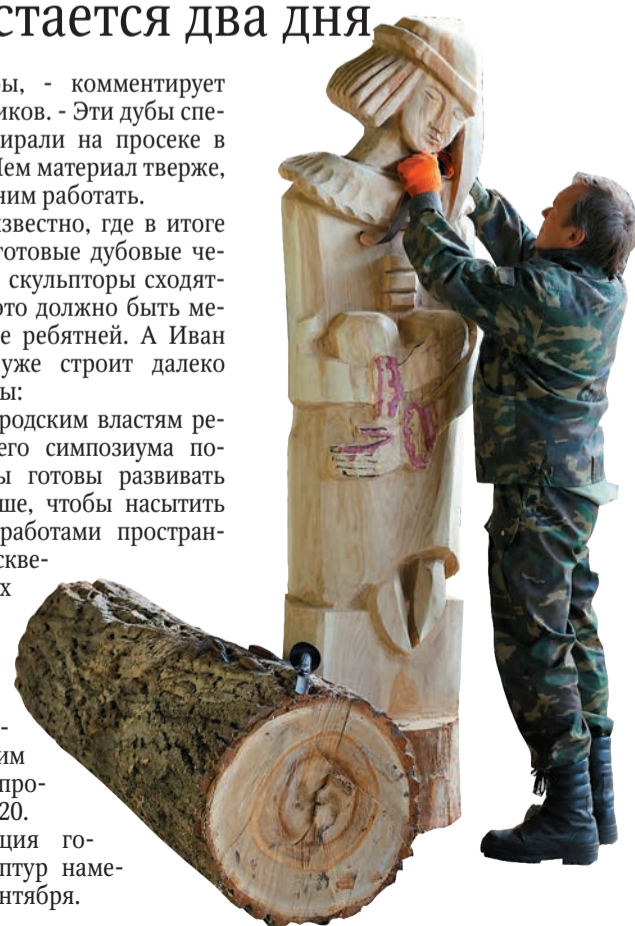 стается два дня
ры, - комментирует
иков. - Эти дубы спе-
ирали на просеке в
Чем материал тверже,
ним работать.
известно, где в итоге
готовые дубовые че-
скульпторы сходят-
это должно быть ме-
е ребятней. А Иван
уже строит далеко
ы:
родским властям ре-
его симпозиума по-
ы готовы развивать
ше, чтобы насытить
работами простран-
скве-
х
-
им
про-
20.
ция го-
птур наме-
нтября.